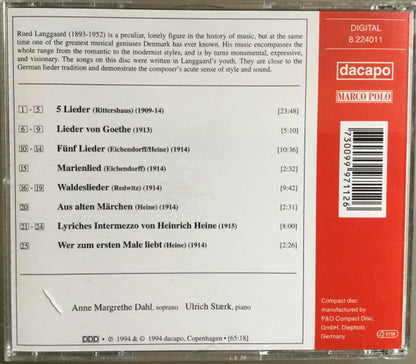 Rued Langgaard (1893-1952) is a peculiar, lonely figure in the history of music, but at the same
time one of the greatest musical geniuses Denmark has ever known. His music encompasses the
whole range from the romantic to the modernist styles, and is by turns monumental, expressive,
and visionary. The songs on this disc were written in Langgaard's youth. They are close to the
German lieder tradition and demonstrate the composer's acute sense of style and sound.
1 - 5 5 Lieder (Rittershaus) (1909-14) [23:48]
6 - 9 Lieder von Goethe (1913) [5:10]
10 - 14 Fünf Lieder (Eichendorff/Heine) (1914) [10:36]
15 Marienlied (Eichendorff) (1914) [2:32]
16 - 19 Waldeslieder (Redwitz) (1914) [9:42]
20 Aus alten Märchen (Heine) (1914) [2:31]
21 - 24 Lyriches Intermezzo von Heinrich Heine (1915) [8:00]
25 Wer zum ersten Male liebt (Heine) (1914) [2:26]
Anne Margrethe Dahl, soprano Ulrich Stærk, piano
DDD • ℗ 1994 & © 1994 dacapo, Copenhagen • [65:18]
DIGITAL
8.224011
dacapo
MARCO POLO
7 30099 97112 6
Compact disc
manufactured by
P&O Compact Disc,
GmbH, Diepholz,
Germany